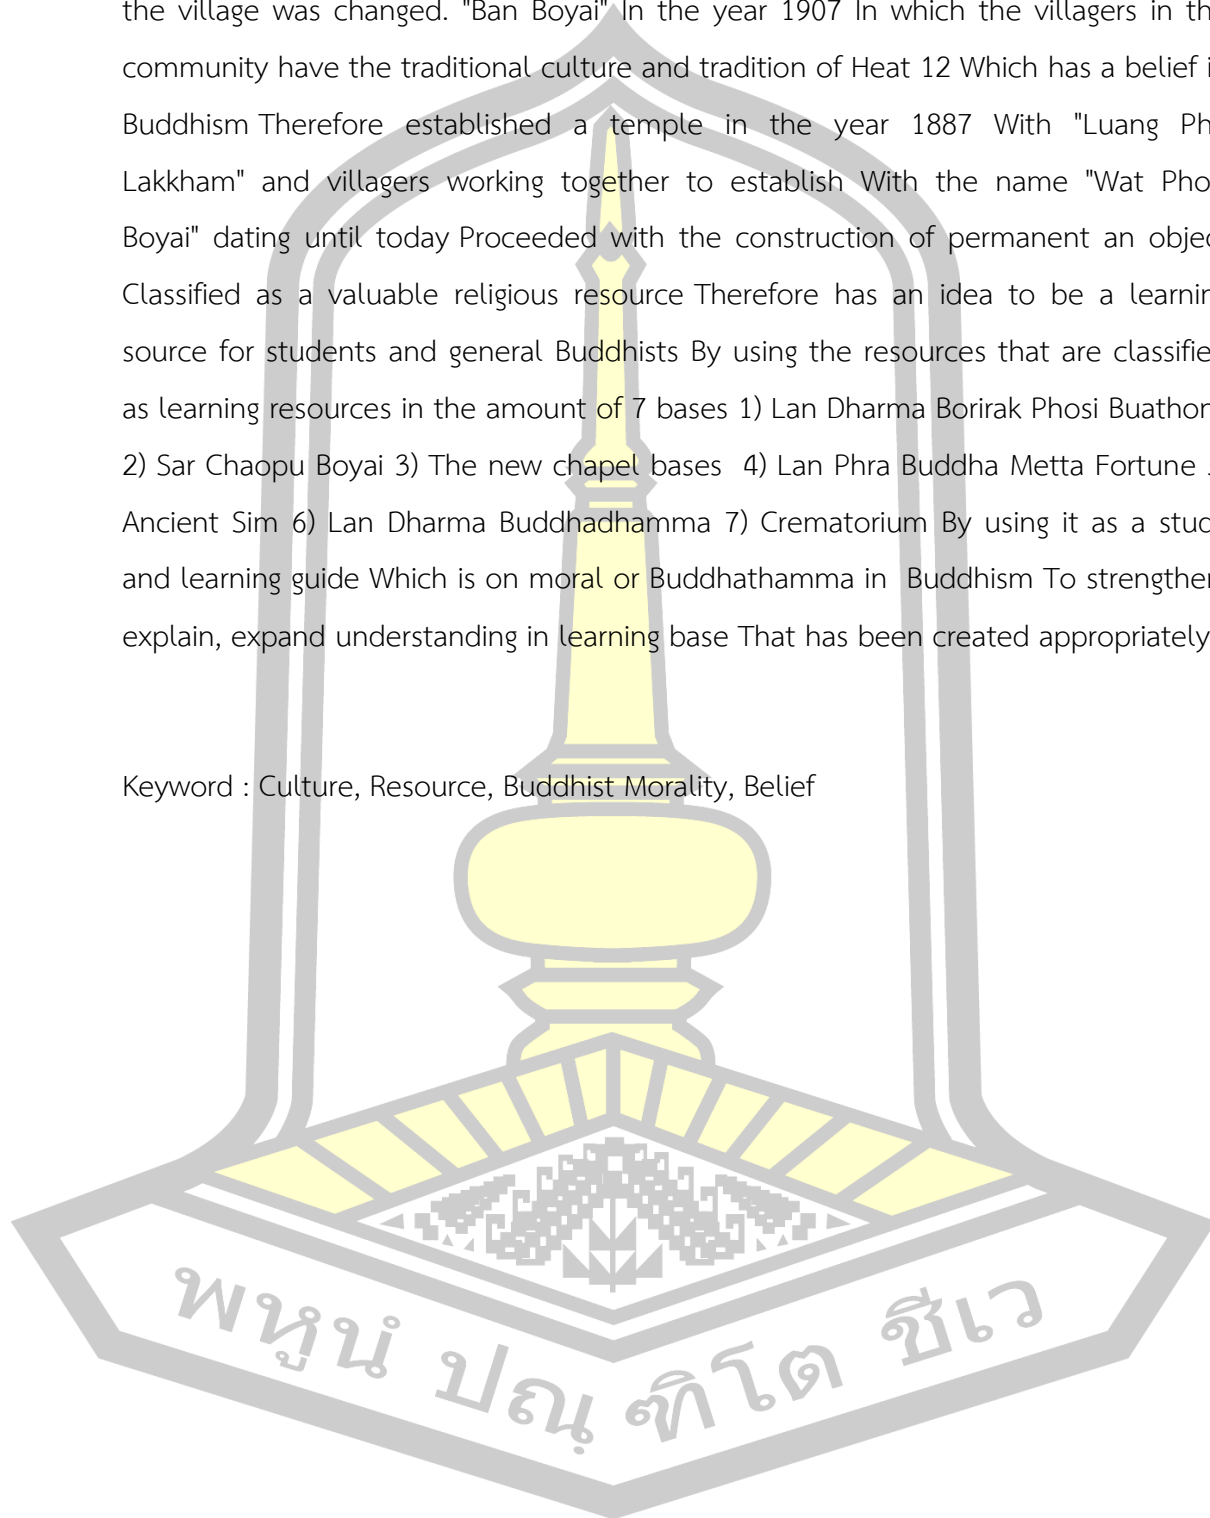 the village was changed. "Ban Boyai" In the year 1907 In which the villagers in th
community have the traditional culture and tradition of Heat 12 Which has a belief i
Buddhism Therefore established a temple in the year 1887 With "Luang Ph
Lakkham" and villagers working together to establish With the name "Wat Pho
Boyai" dating until today Proceeded with the construction of permanent an objec
Classified as a valuable religious resource Therefore has an idea to be a learnin
source for students and general Buddhists By using the resources that are classifie
as learning resources in the amount of 7 bases 1) Lan Dharma Borirak Phosi Buathon
2) Sar Chaopu Boyai 3) The new chapel bases 4) Lan Phra Buddha Metta Fortune
Ancient Sim 6) Lan Dharma Buddhadhamma 7) Crematorium By using it as a stud
and learning guide Which is on moral or Buddhathamma in Buddhism To strengthen
explain, expand understanding in learning base That has been created appropriately
Keyword : Culture, Resource, Buddhist Morality, Belief
พหูนํ ปณฺฑิโต ชีเว